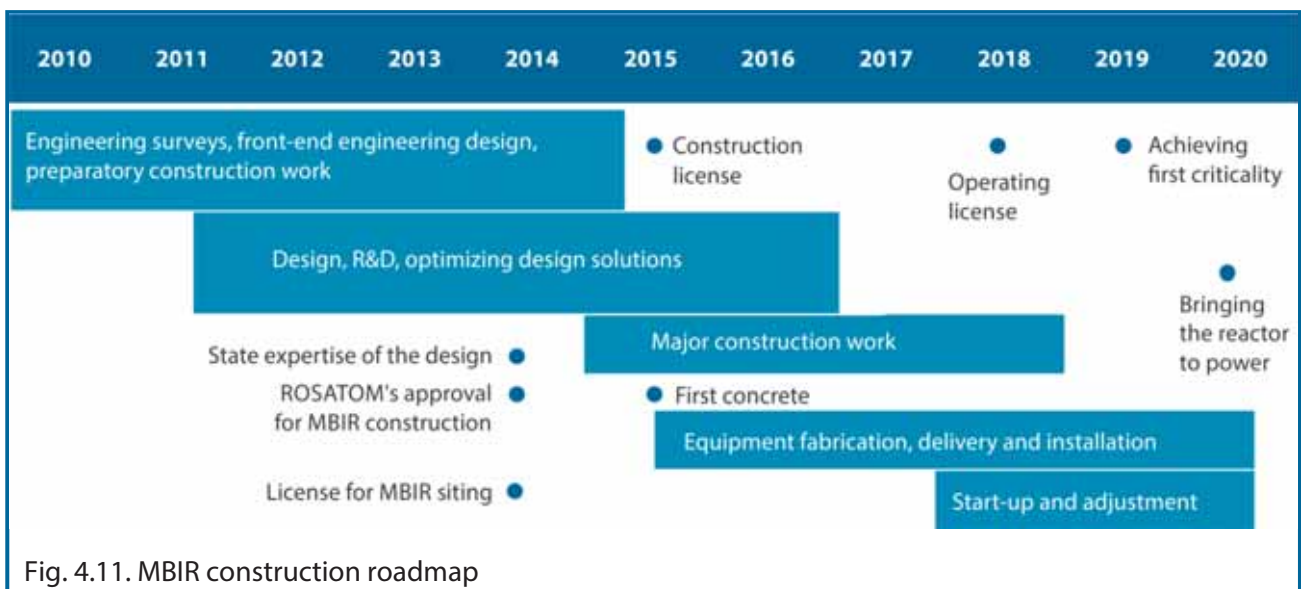 2010 2011 2012 2013 2014 2015 2016 2017 2018 2019 2020
Engineering surveys, front-end engineering design,
preparatory construction work
Construction
license
Operating
license
Achieving
first criticality
Design, R&D, optimizing design solutions
Bringing
the reactor
to power
Major construction work
State expertise of the design
ROSATOM's approval
for MBIR construction
First concrete
Equipment fabrication, delivery and installation
License for MBIR siting
Start-up and adjustment
Fig. 4.11. MBIR construction roadmap